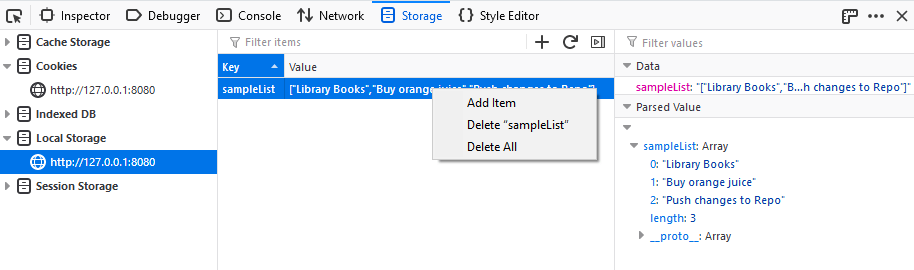 Inspector Debugger Console Network Storage Style Editor
Cache Storage
Cookies
http://127.0.0.1:8080
Indexed DB
Local Storage
http://127.0.0.1:8080
Session Storage
Filter items
Key Value
sampleList ["Library Books","Buy orange juice","Push changes to Repo"]
Add Item
Delete “sampleList”
Delete All
Filter values
Data
sampleList: "["Library Books","B...h changes to Repo"]"
Parsed Value
sampleList: Array
0: "Library Books"
1: "Buy orange juice"
2: "Push changes to Repo"
length: 3
__proto__: Array